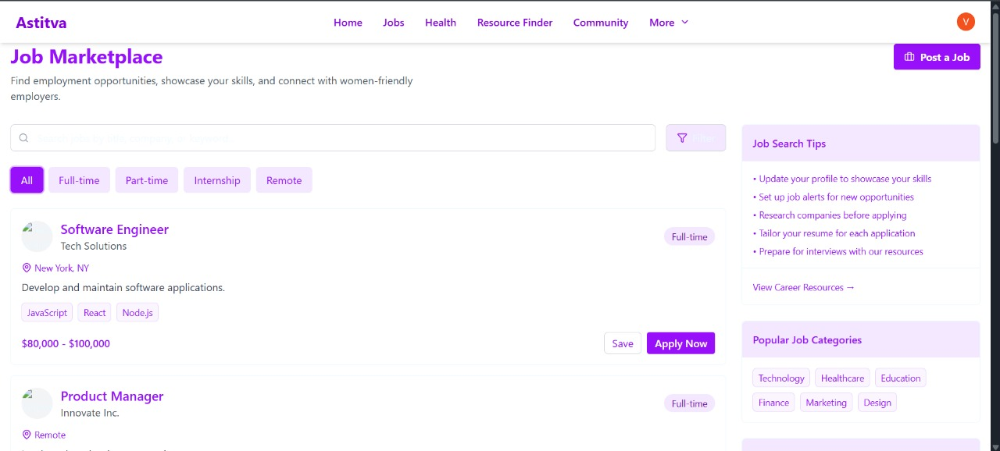 Astitva
Home Jobs Health Resource Finder Community More
V
Job Marketplace
Post a Job
Find employment opportunities, showcase your skills, and connect with women-friendly
employers.
Search jobs by title, company, or keyword
Filter
All Full-time Part-time Internship Remote
Software Engineer
Tech Solutions
Full-time
New York, NY
Develop and maintain software applications.
JavaScript React Node.js
$80,000 - $100,000
Save Apply Now
Product Manager
Innovate Inc.
Full-time
Remote
Job Search Tips
• Update your profile to showcase your skills
• Set up job alerts for new opportunities
• Research companies before applying
• Tailor your resume for each application
• Prepare for interviews with our resources
View Career Resources →
Popular Job Categories
Technology Healthcare Education
Finance Marketing Design